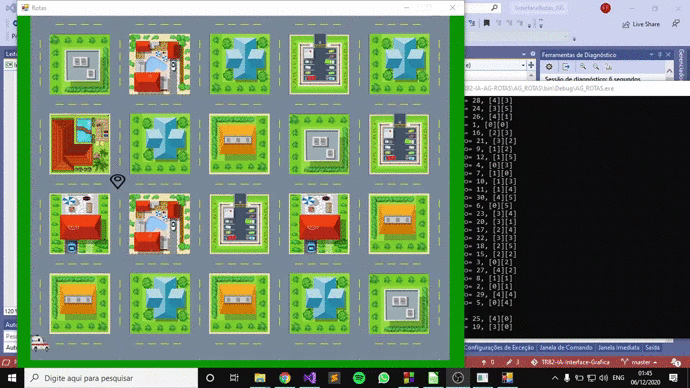 Rotas
InterfaceRotas_AG
Live Share
Ferramentas de Diagnóstico
Sessão de diagnóstico: 6 segundos
TR82-IA-AG-ROTAS\AG_ROTAS\bin\Debug\AG_ROTAS.exe
o= 28, [4][3]
o= 24, [3][5]
o= 26, [4][1]
o= 1, [0][0]
o= 16, [2][3]
o= 21, [3][2]
o= 9, [1][2]
o= 12, [1][5]
o= 4, [0][3]
o= 7, [1][0]
o= 10, [1][3]
o= 11, [1][4]
o= 30, [4][5]
o= 6, [0][5]
o= 23, [3][4]
o= 20, [3][1]
o= 17, [2][4]
o= 22, [3][3]
o= 18, [2][5]
o= 15, [2][2]
o= 3, [0][2]
o= 27, [4][2]
o= 8, [1][1]
o= 2, [0][1]
o= 29, [4][4]
o= 5, [0][4]
= 25, [4][0]
= 19, [3][0]
120 %
Configurações de Exceção Janela de Comando Janela Imediata Saída
TR82-IA-Interface-Grafica master
Digite aqui para pesquisar
01:45
06/12/2020